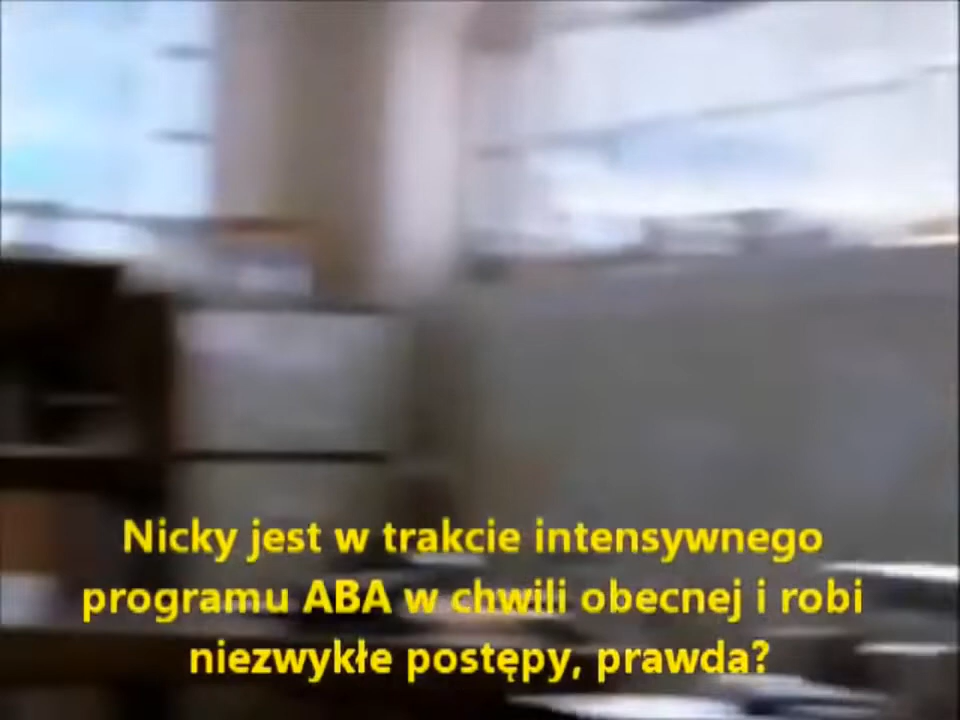 Nicky jest w trakcie intensywnego
programu ABA w chwili obecnej i robi
niezwykłe postępy, prawda?